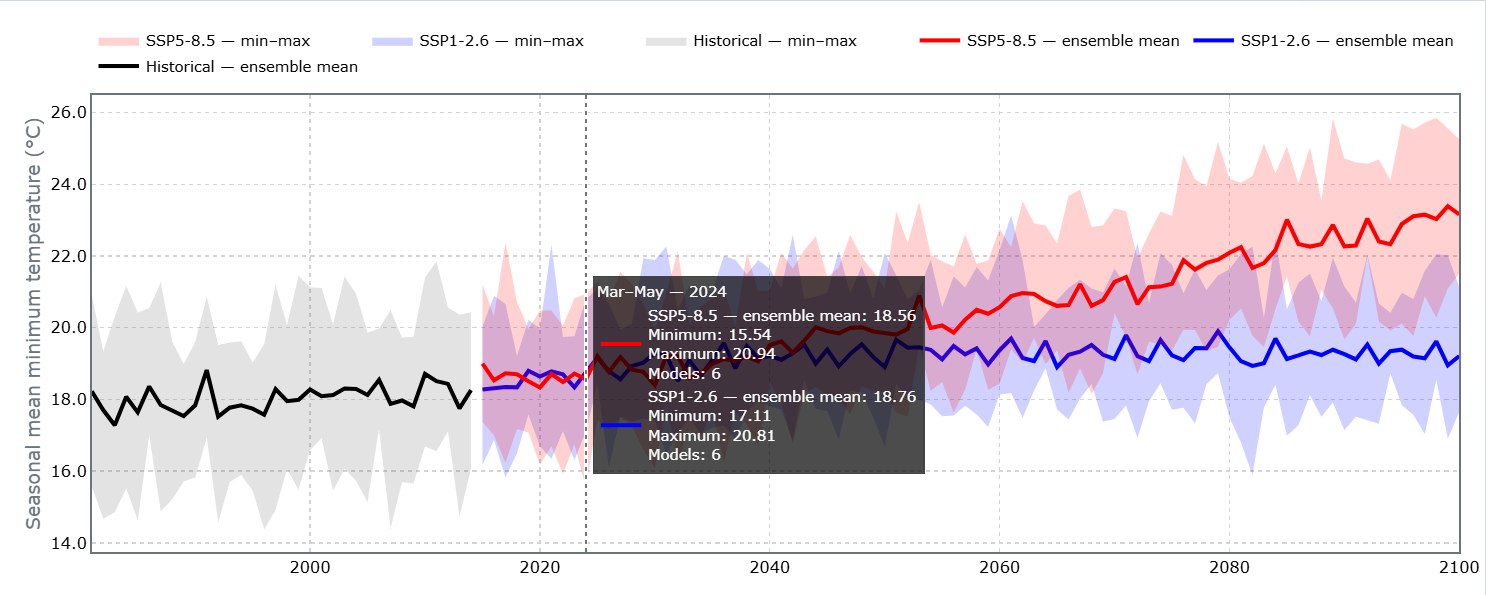 SSP5-8.5 — min–max
SSP1-2.6 — min–max
Historical — min–max
SSP5-8.5 — ensemble mean
SSP1-2.6 — ensemble mean
Historical — ensemble mean
Seasonal mean minimum temperature (°C)
26.0
24.0
22.0
20.0
18.0
16.0
14.0
Mar–May — 2024
SSP5-8.5 — ensemble mean: 18.56
Minimum: 15.54
Maximum: 20.94
Models: 6
SSP1-2.6 — ensemble mean: 18.76
Minimum: 17.11
Maximum: 20.81
Models: 6
2000
2020
2040
2060
2080
2100